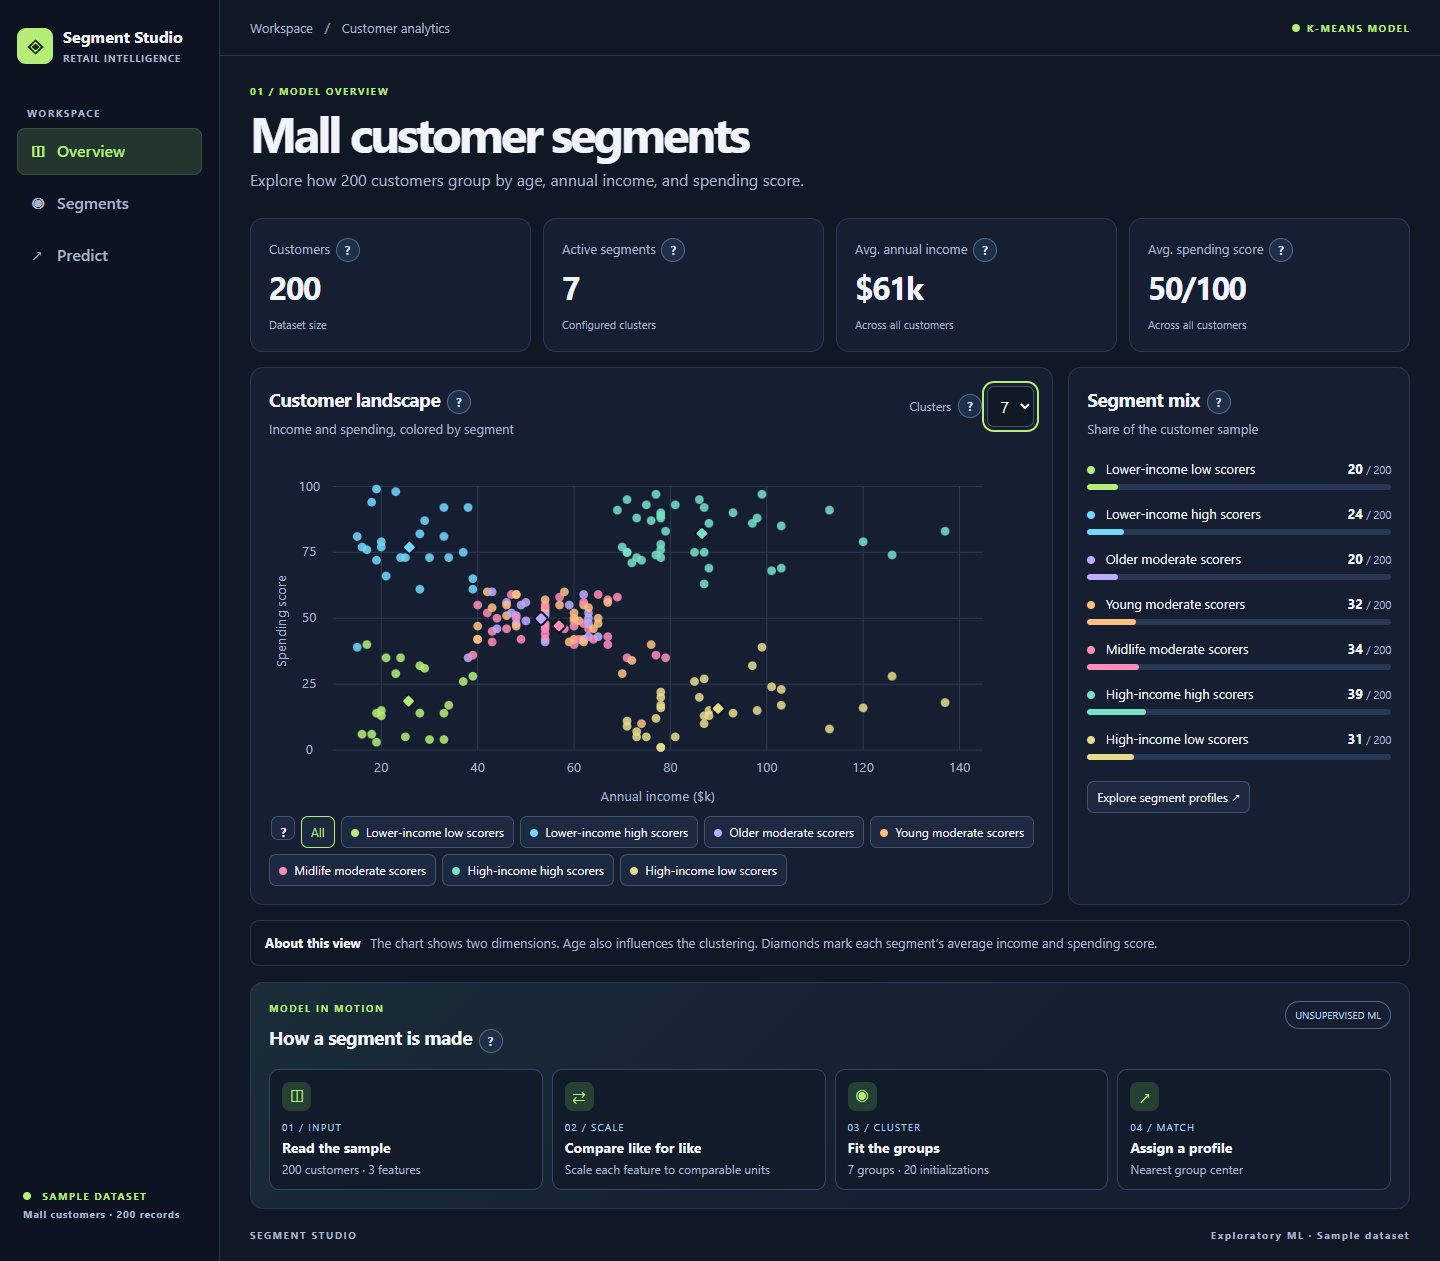 Segment Studio
RETAIL INTELLIGENCE
WORKSPACE
Overview
Segments
Predict
SAMPLE DATASET
Mall customers · 200 records
Workspace / Customer analytics
K-MEANS MODEL
01 / MODEL OVERVIEW
Mall customer segments
Explore how 200 customers group by age, annual income, and spending score.
Customers ?
200
Dataset size
Active segments ?
7
Configured clusters
Avg. annual income ?
$61k
Across all customers
Avg. spending score ?
50/100
Across all customers
Customer landscape ?
Income and spending, colored by segment
Clusters ? 7
100
75
50
25
0
Spending score
20 40 60 80 100 120 140
Annual income ($k)
? All Lower-income low scorers Lower-income high scorers Older moderate scorers Young moderate scorers
Midlife moderate scorers High-income high scorers High-income low scorers
Segment mix ?
Share of the customer sample
Lower-income low scorers 20 / 200
Lower-income high scorers 24 / 200
Older moderate scorers 20 / 200
Young moderate scorers 32 / 200
Midlife moderate scorers 34 / 200
High-income high scorers 39 / 200
High-income low scorers 31 / 200
Explore segment profiles ↗
About this view The chart shows two dimensions. Age also influences the clustering. Diamonds mark each segment's average income and spending score.
MODEL IN MOTION
How a segment is made ?
UNSUPERVISED ML
01 / INPUT
Read the sample
200 customers · 3 features
02 / SCALE
Compare like for like
Scale each feature to comparable units
03 / CLUSTER
Fit the groups
7 groups · 20 initializations
04 / MATCH
Assign a profile
Nearest group center
SEGMENT STUDIO
Exploratory ML · Sample dataset